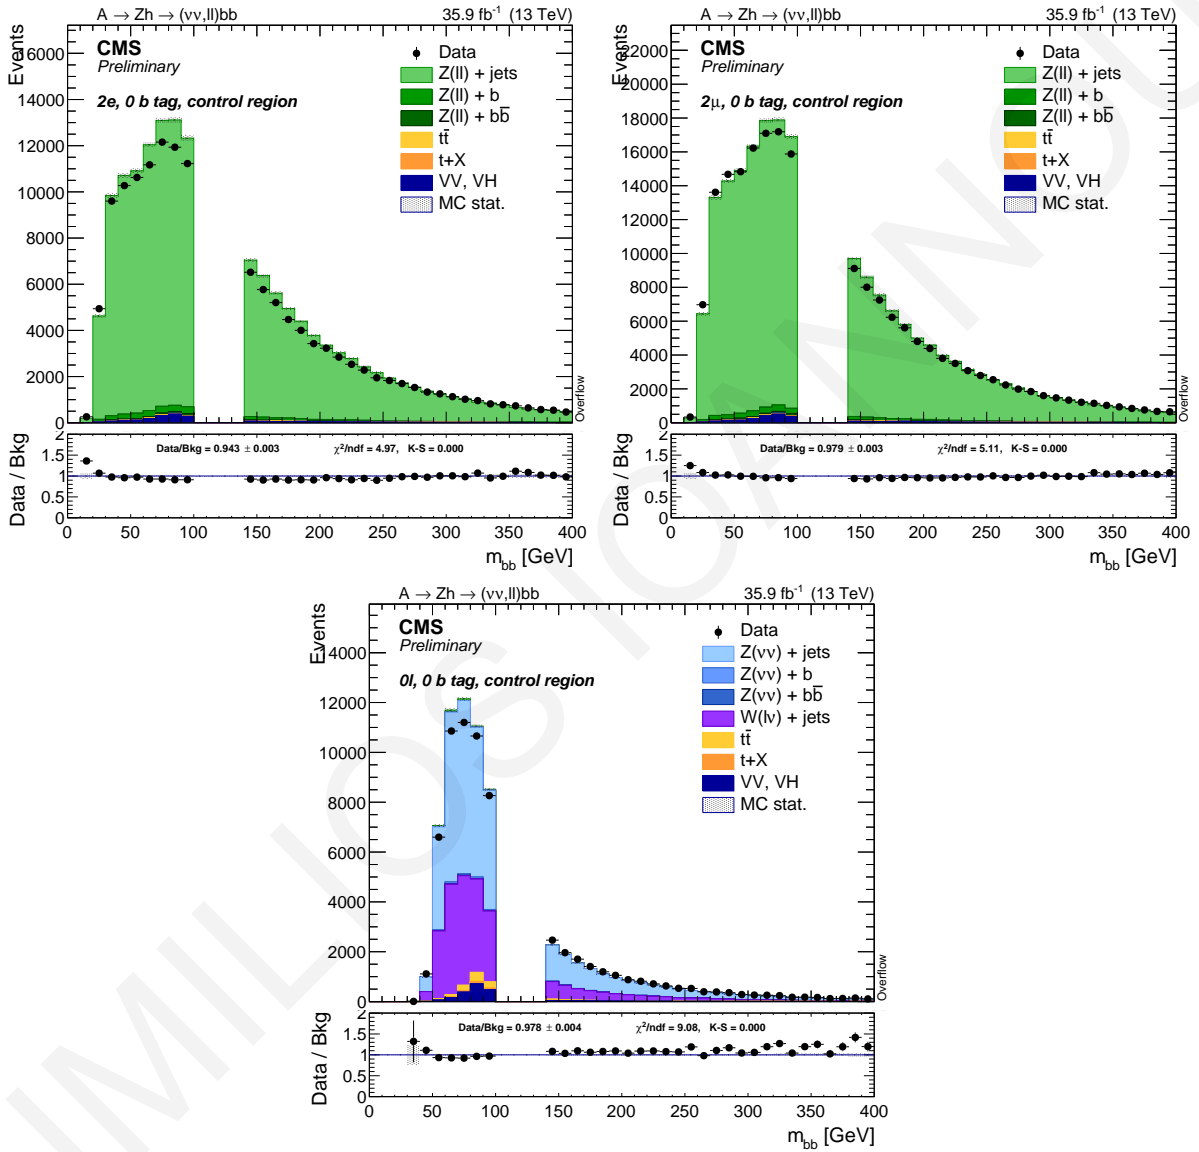 A → Zh → (νν,ll)bb 35.9 fb⁻¹ (13 TeV)
Events
CMS
Preliminary
2e, 0 b tag, control region
Data
Z(ll) + jets
Z(ll) + b
Z(ll) + bb̄
tt̄
t+X
VV, VH
MC stat.
16000
14000
12000
10000
8000
6000
4000
2000
0
Overflow
Data / Bkg
Data/Bkg = 0.943 ± 0.003 χ²/ndf = 4.97, K-S = 0.000
2
1.5
1
0.5
0
0 50 100 150 200 250 300 350 400
m_bb [GeV]
A → Zh → (νν,ll)bb 35.9 fb⁻¹ (13 TeV)
Events
CMS
Preliminary
2μ, 0 b tag, control region
Data
Z(ll) + jets
Z(ll) + b
Z(ll) + bb̄
tt̄
t+X
VV, VH
MC stat.
22000
20000
18000
16000
14000
12000
10000
8000
6000
4000
2000
0
Overflow
Data / Bkg
Data/Bkg = 0.979 ± 0.003 χ²/ndf = 5.11, K-S = 0.000
2
1.5
1
0.5
0
0 50 100 150 200 250 300 350 400
m_bb [GeV]
A → Zh → (νν,ll)bb 35.9 fb⁻¹ (13 TeV)
Events
CMS
Preliminary
0l, 0 b tag, control region
Data
Z(νν) + jets
Z(νν) + b
Z(νν) + bb̄
W(lν) + jets
tt̄
t+X
VV, VH
MC stat.
14000
12000
10000
8000
6000
4000
2000
0
Overflow
Data / Bkg
Data/Bkg = 0.978 ± 0.004 χ²/ndf = 9.08, K-S = 0.000
2
1.5
1
0.5
0
0 50 100 150 200 250 300 350 400
m_bb [GeV]
IMILIOS IOANNOU